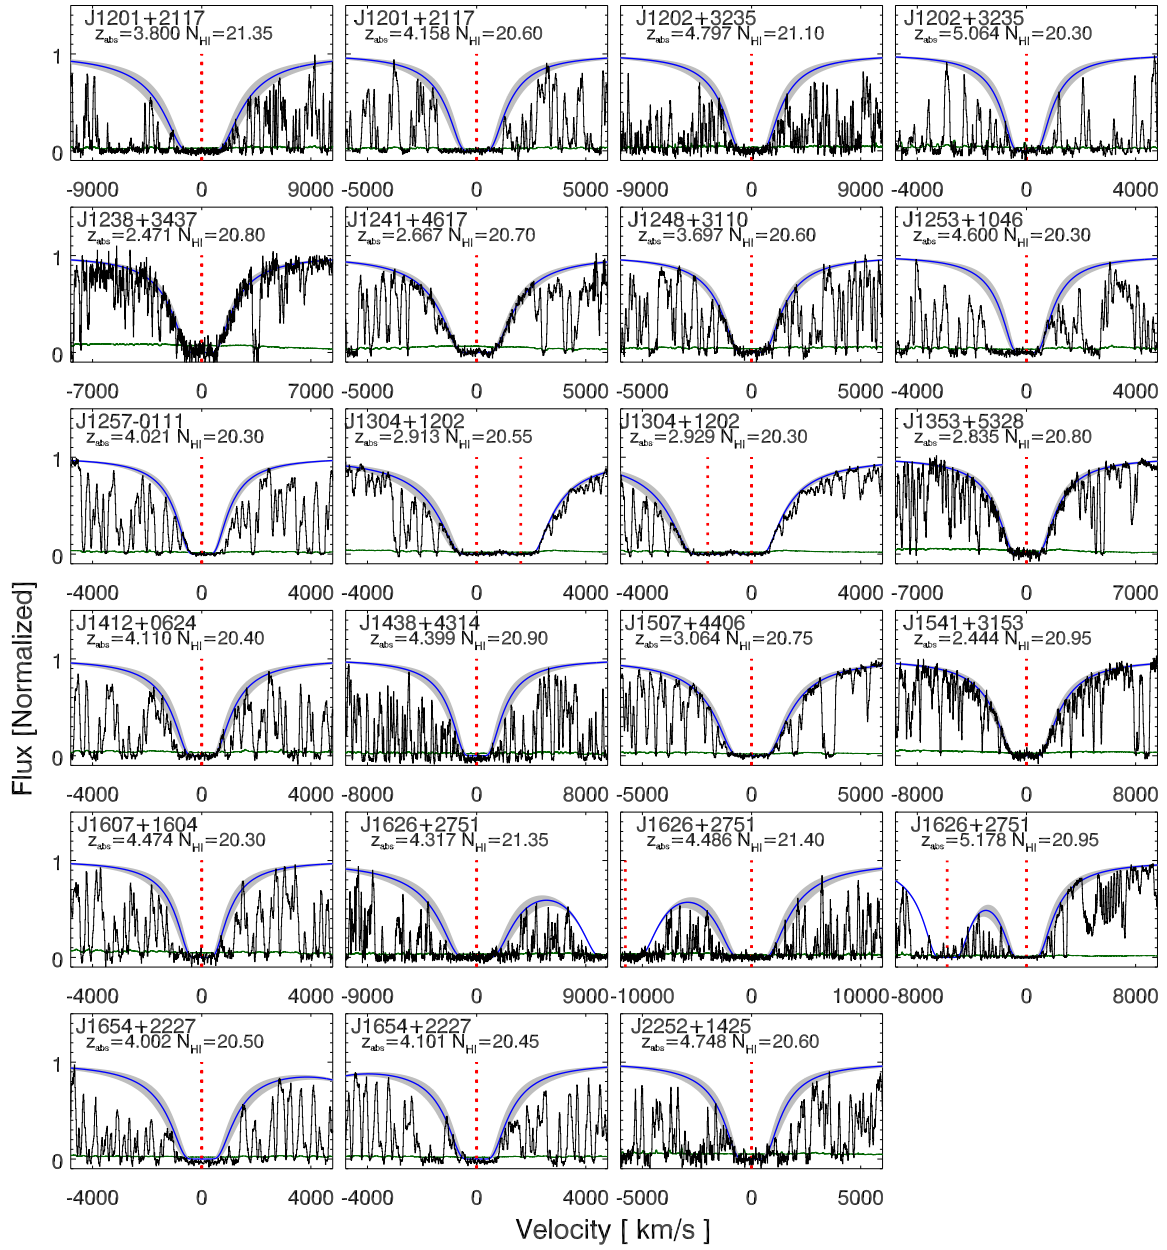 J1201+2117
z_abs=3.800 N_HI=21.35
J1201+2117
z_abs=4.158 N_HI=20.60
J1202+3235
z_abs=4.797 N_HI=21.10
J1202+3235
z_abs=5.064 N_HI=20.30
1
0
-9000 0 9000
-5000 0 5000
-9000 0 9000
-4000 0 4000
J1238+3437
z_abs=2.471 N_HI=20.80
J1241+4617
z_abs=2.667 N_HI=20.70
J1248+3110
z_abs=3.697 N_HI=20.60
J1253+1046
z_abs=4.600 N_HI=20.30
1
0
-7000 0 7000
-5000 0 5000
-5000 0 5000
-4000 0 4000
J1257-0111
z_abs=4.021 N_HI=20.30
J1304+1202
z_abs=2.913 N_HI=20.55
J1304+1202
z_abs=2.929 N_HI=20.30
J1353+5328
z_abs=2.835 N_HI=20.80
1
0
-4000 0 4000
-4000 0 4000
-4000 0 4000
-7000 0 7000
J1412+0624
z_abs=4.110 N_HI=20.40
J1438+4314
z_abs=4.399 N_HI=20.90
J1507+4406
z_abs=3.064 N_HI=20.75
J1541+3153
z_abs=2.444 N_HI=20.95
1
0
-4000 0 4000
-8000 0 8000
-5000 0 5000
-8000 0 8000
J1607+1604
z_abs=4.474 N_HI=20.30
J1626+2751
z_abs=4.317 N_HI=21.35
J1626+2751
z_abs=4.486 N_HI=21.40
J1626+2751
z_abs=5.178 N_HI=20.95
1
0
-4000 0 4000
-9000 0 9000
-10000 0 10000
-8000 0 8000
J1654+2227
z_abs=4.002 N_HI=20.50
J1654+2227
z_abs=4.101 N_HI=20.45
J2252+1425
z_abs=4.748 N_HI=20.60
1
0
-4000 0 4000
-4000 0 4000
-5000 0 5000
Flux [Normalized]
Velocity [ km/s ]